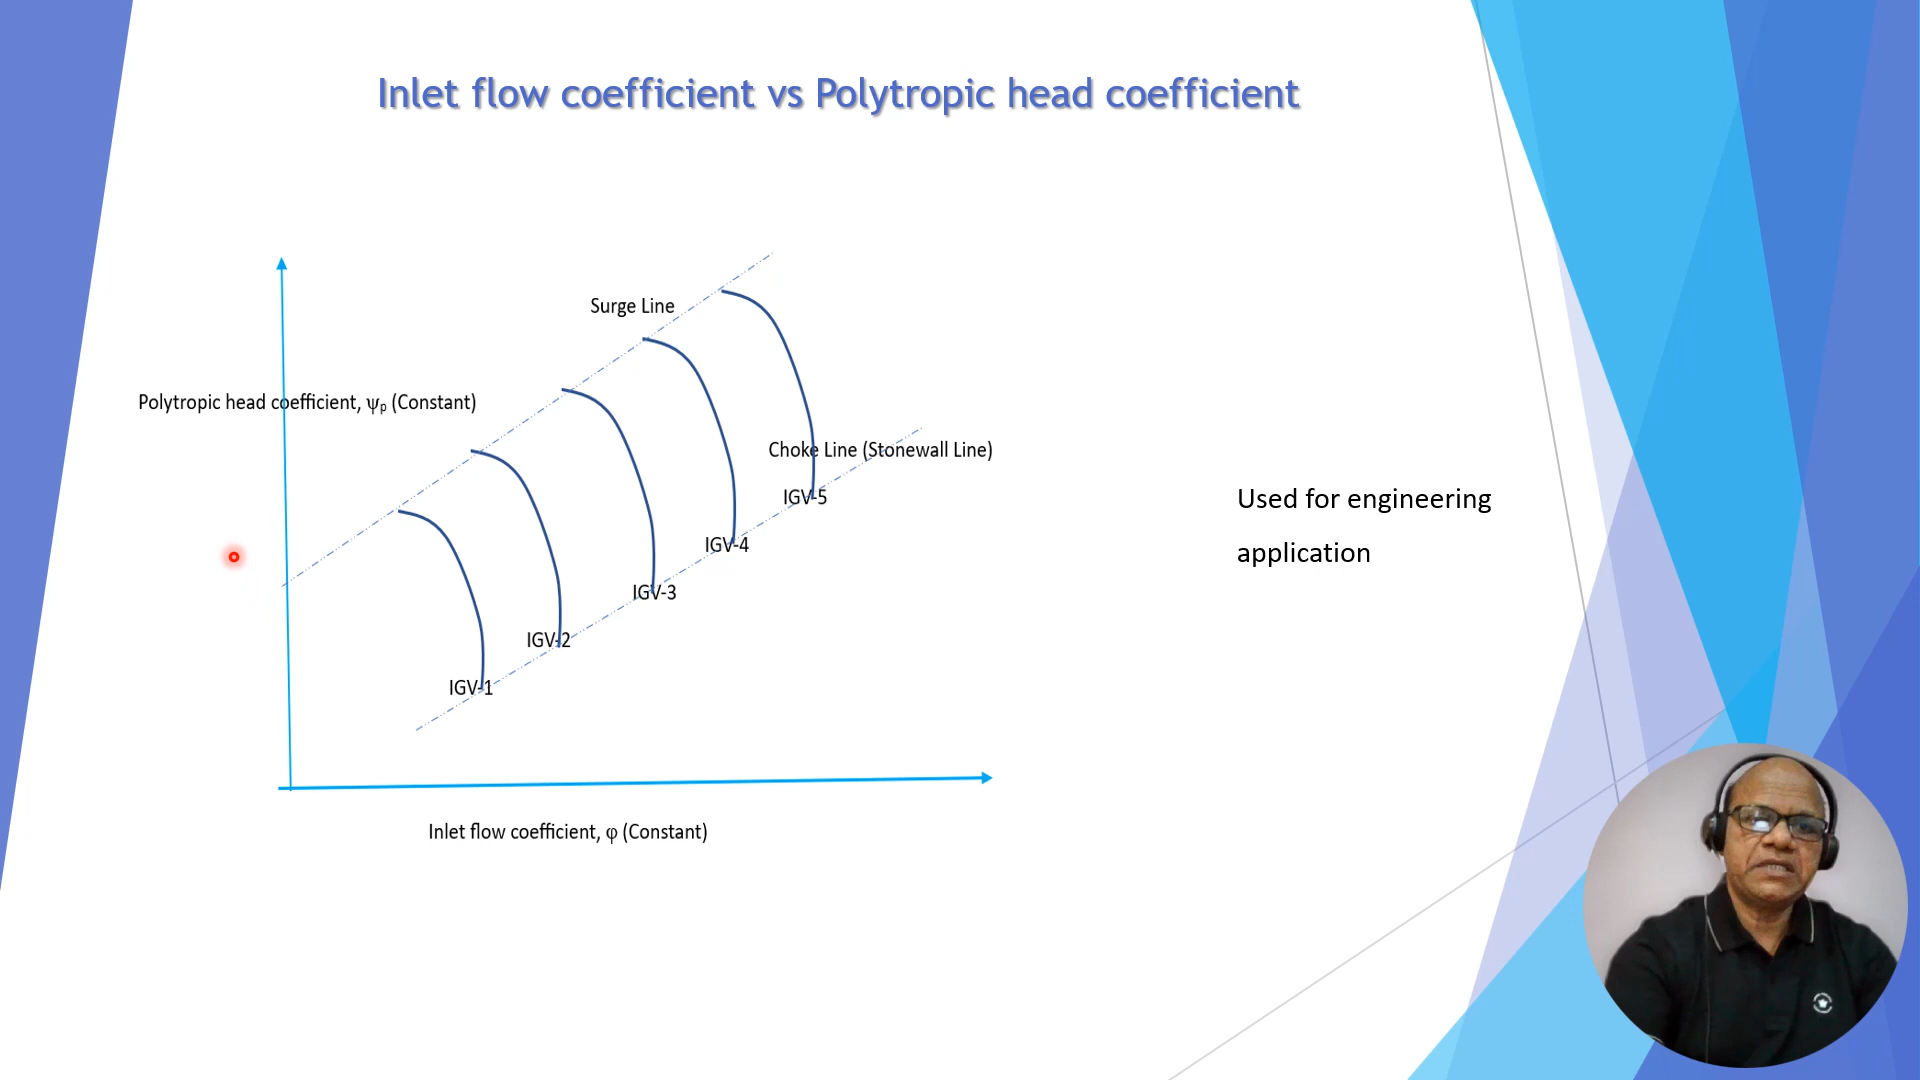 Inlet flow coefficient vs Polytropic head coefficient
Surge Line
Polytropic head coefficient, ψₚ (Constant)
Choke Line (Stonewall Line)
IGV-5
IGV-4
IGV-3
IGV-2
IGV-1
Inlet flow coefficient, φ (Constant)
Used for engineering
application